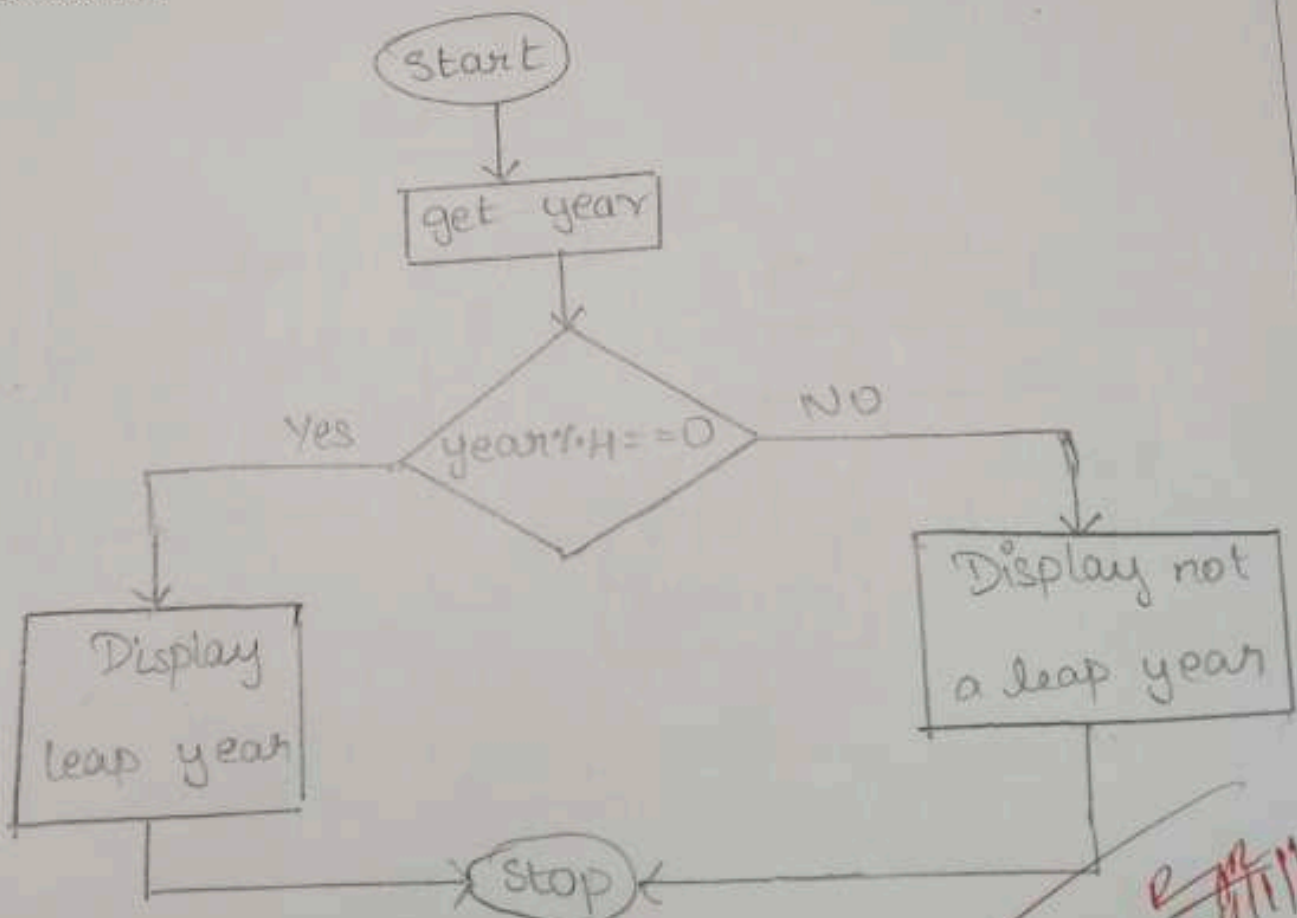 Start
get year
year%4==0
Yes
NO
Display
leap year
Display not
a leap year
Stop